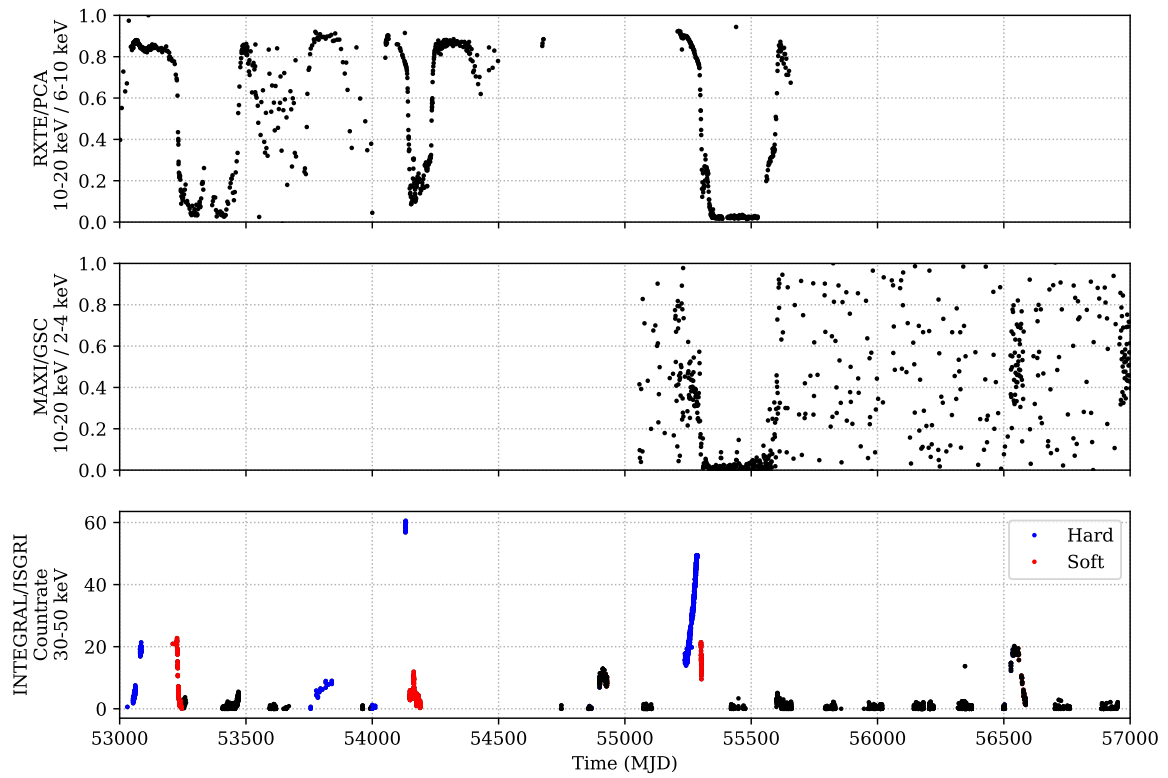 RXTE/PCA
10-20 keV / 6-10 keV
1.0
0.8
0.6
0.4
0.2
0.0
MAXI/GSC
10-20 keV / 2-4 keV
1.0
0.8
0.6
0.4
0.2
0.0
INTEGRAL/ISGRI
Countrate
30-50 keV
60
40
20
0
Hard
Soft
53000 53500 54000 54500 55000 55500 56000 56500 57000
Time (MJD)